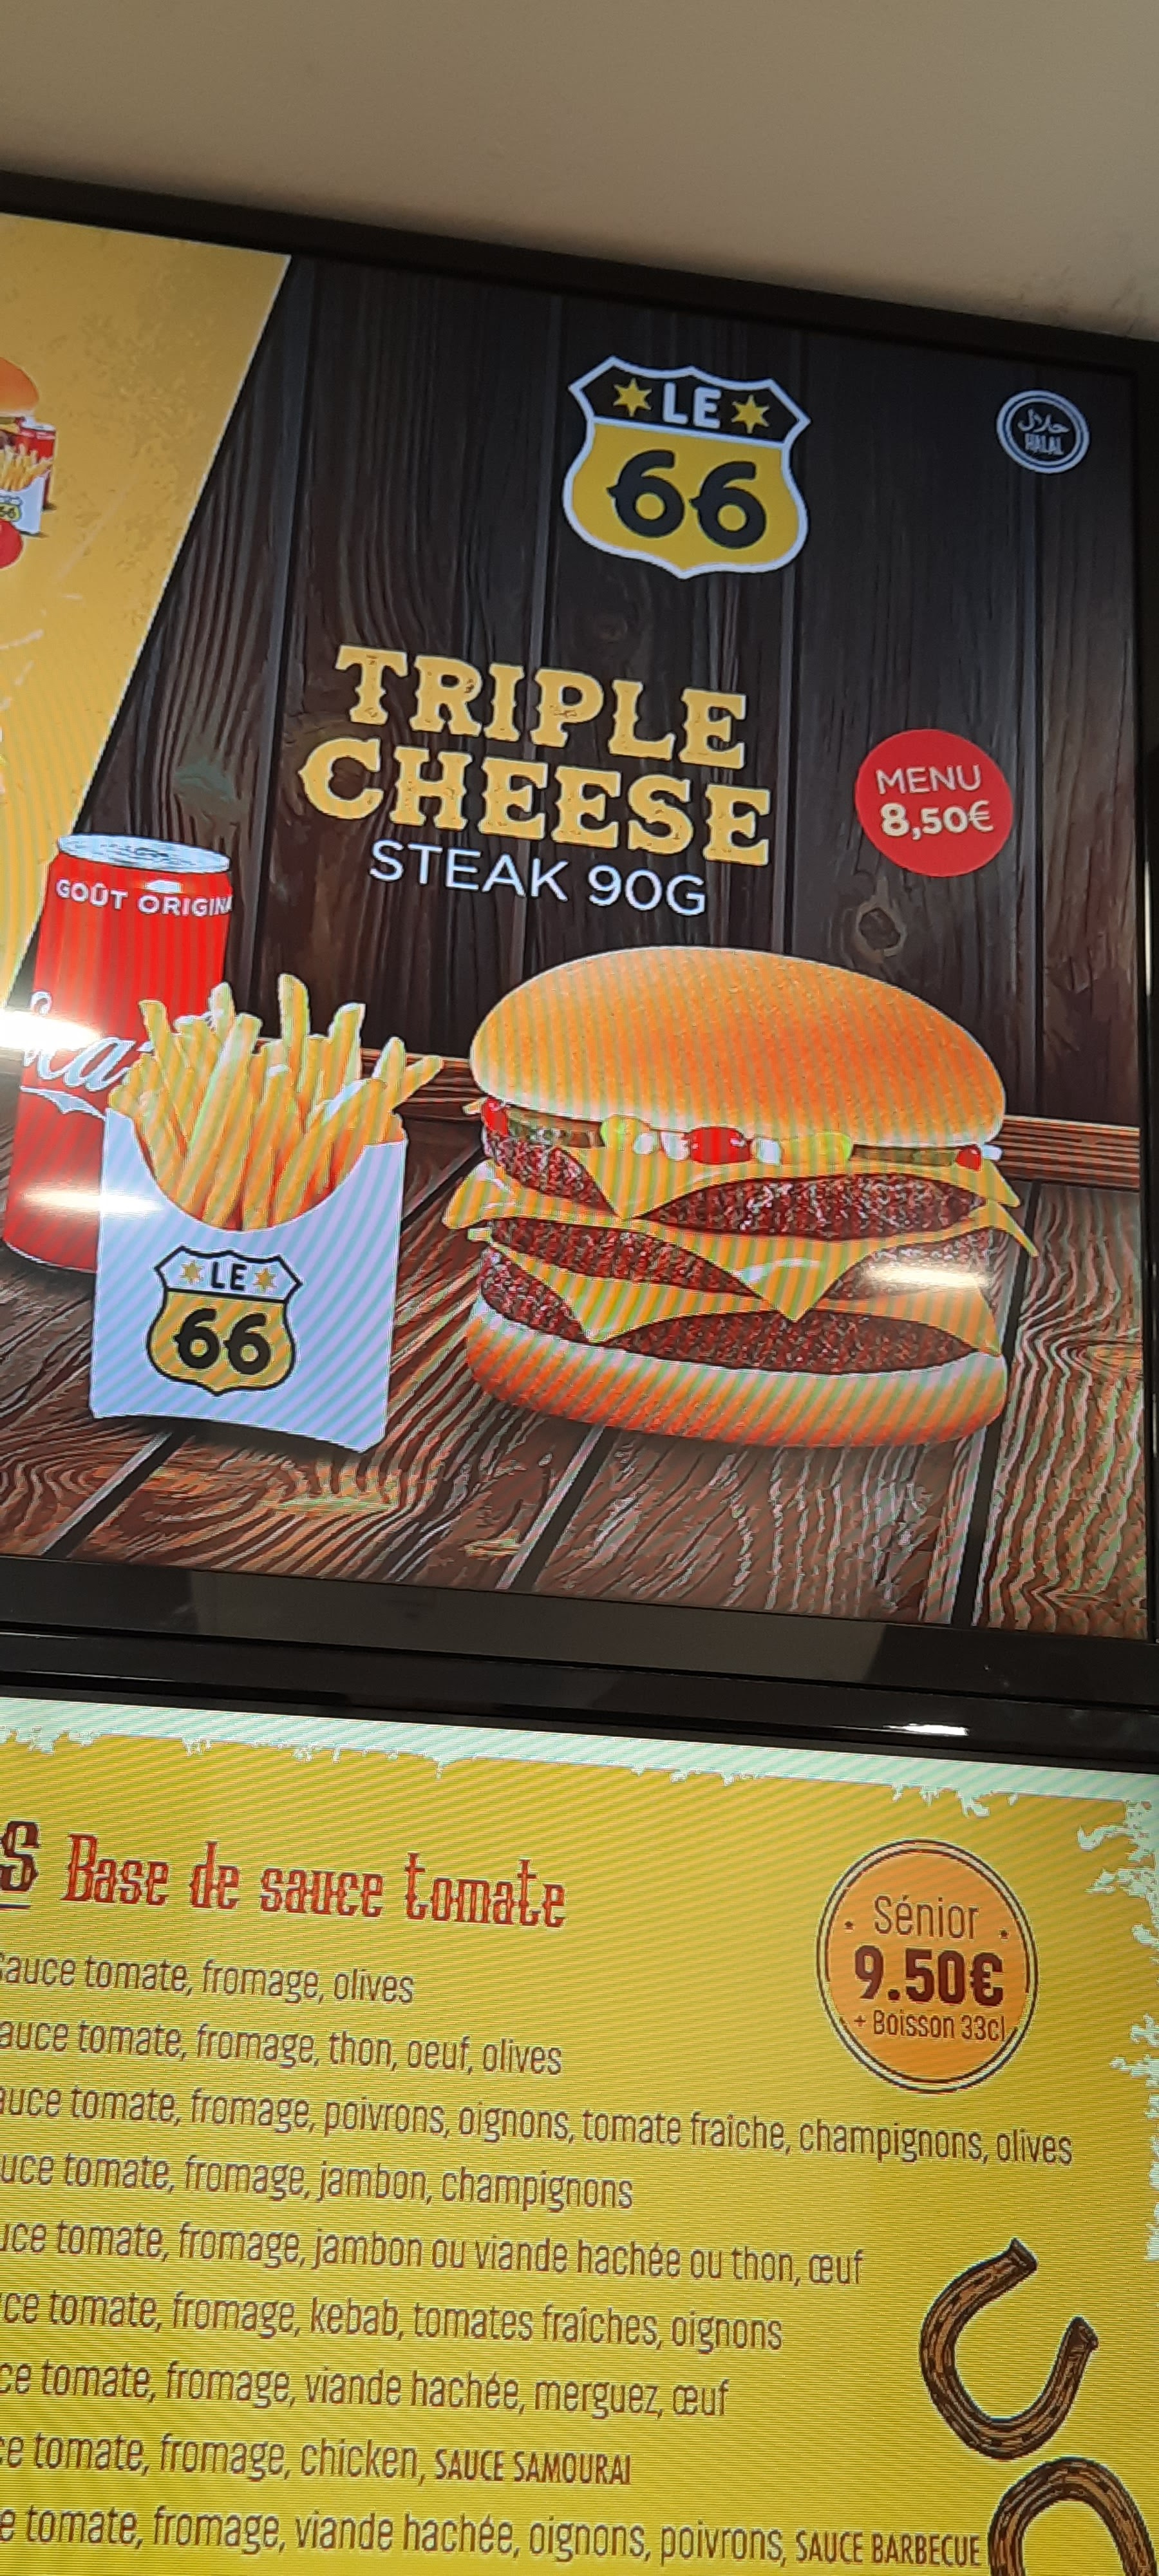 LE
66
حلال
HALAL
TRIPLE
CHEESE
STEAK 90G
MENU
8,50€
GOÛT ORIGINA
LE
66
S Base de sauce tomate
Sénior
9.50€
+ Boisson 33cl
sauce tomate, fromage, olives
auce tomate, fromage, thon, oeuf, olives
auce tomate, fromage, poivrons, oignons, tomate fraîche, champignons, olives
uce tomate, fromage, jambon, champignons
uce tomate, fromage, jambon ou viande hachée ou thon, œuf
ce tomate, fromage, kebab, tomates fraîches, oignons
ce tomate, fromage, viande hachée, merguez, œuf
ce tomate, fromage, chicken, SAUCE SAMOURAI
e tomate, fromage, viande hachée, oignons, poivrons, SAUCE BARBECUE